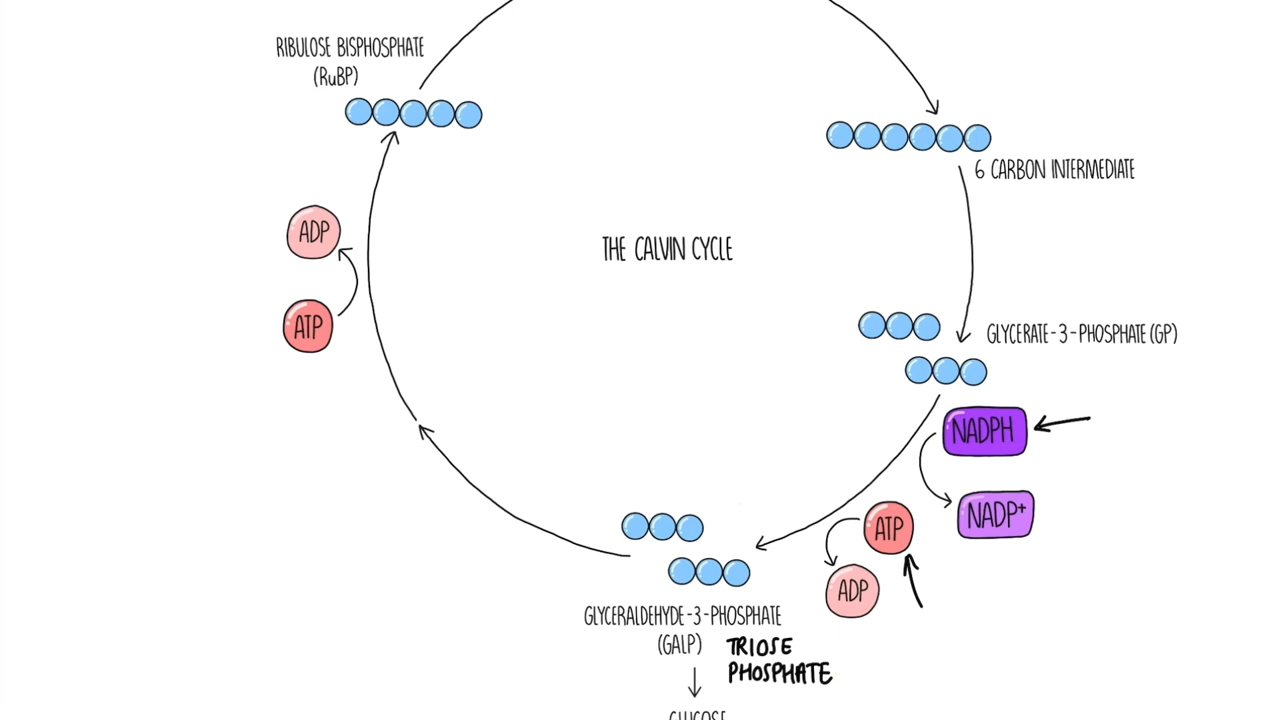 RIBULOSE BISPHOSPHATE
(RuBP)
6 CARBON INTERMEDIATE
ADP
THE CALVIN CYCLE
ATP
GLYCERATE-3-PHOSPHATE (GP)
NADPH
NADP+
ATP
ADP
GLYCERALDEHYDE-3-PHOSPHATE
(GALP)
TRIOSE
PHOSPHATE
GLUCOSE